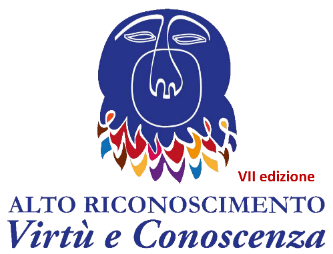 VII edizione
ALTO RICONOSCIMENTO
Virtù e Conoscenza